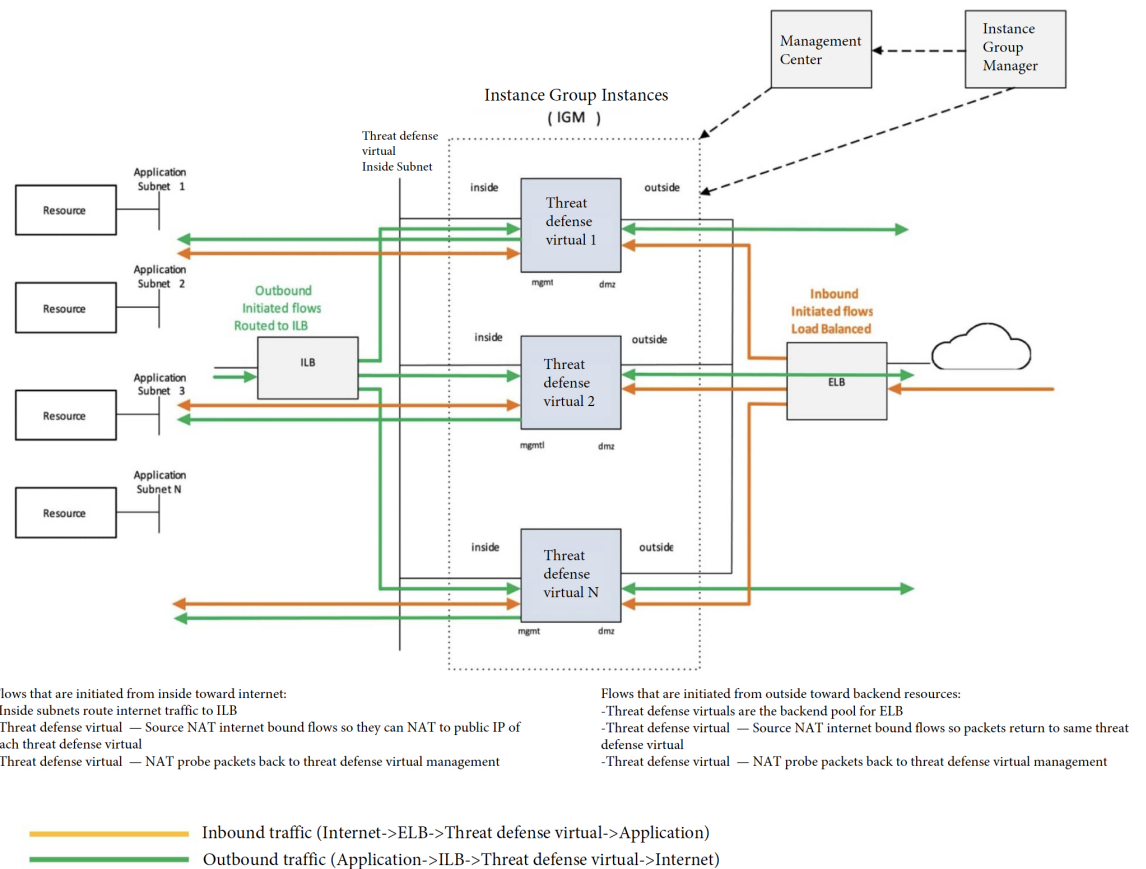 Management
Center
Instance
Group
Manager
Instance Group Instances
( IGM )
Threat defense
virtual
Inside Subnet
Application
Subnet 1
Resource
Application
Subnet 2
Resource
Application
Subnet 3
Resource
Application
Subnet N
Resource
Outbound
Initiated flows
Routed to ILB
ILB
inside
Threat
defense
virtual 1
outside
mgmt
dmz
inside
Threat
defense
virtual 2
outside
mgmtl
dmz
inside
Threat
defense
virtual N
outside
mgmt
dmz
Inbound
Initiated flows
Load Balanced
ELB
lows that are initiated from inside toward internet:
Inside subnets route internet traffic to ILB
Threat defense virtual — Source NAT internet bound flows so they can NAT to public IP of
ach threat defense virtual
Threat defense virtual — NAT probe packets back to threat defense virtual management
Flows that are initiated from outside toward backend resources:
-Threat defense virtuals are the backend pool for ELB
-Threat defense virtual — Source NAT internet bound flows so packets return to same threat
defense virtual
-Threat defense virtual — NAT probe packets back to threat defense virtual management
Inbound traffic (Internet->ELB->Threat defense virtual->Application)
Outbound traffic (Application->ILB->Threat defense virtual->Internet)